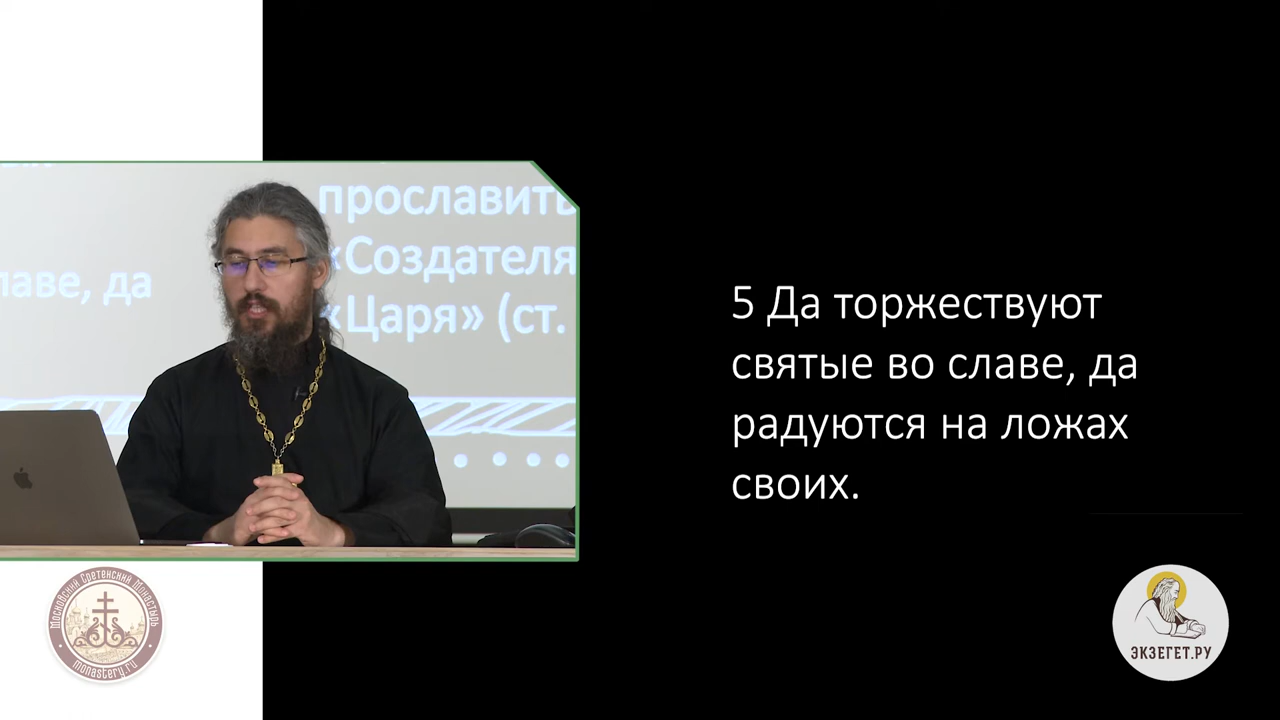 прославить
«Создателя
«Царя» (ст.
лаве, да
5 Да торжествуют
святые во славе, да
радуются на ложах
своих.
Московский Сретенский Монастырь
monastery.ru
ЭКЗЕГЕТ.РУ